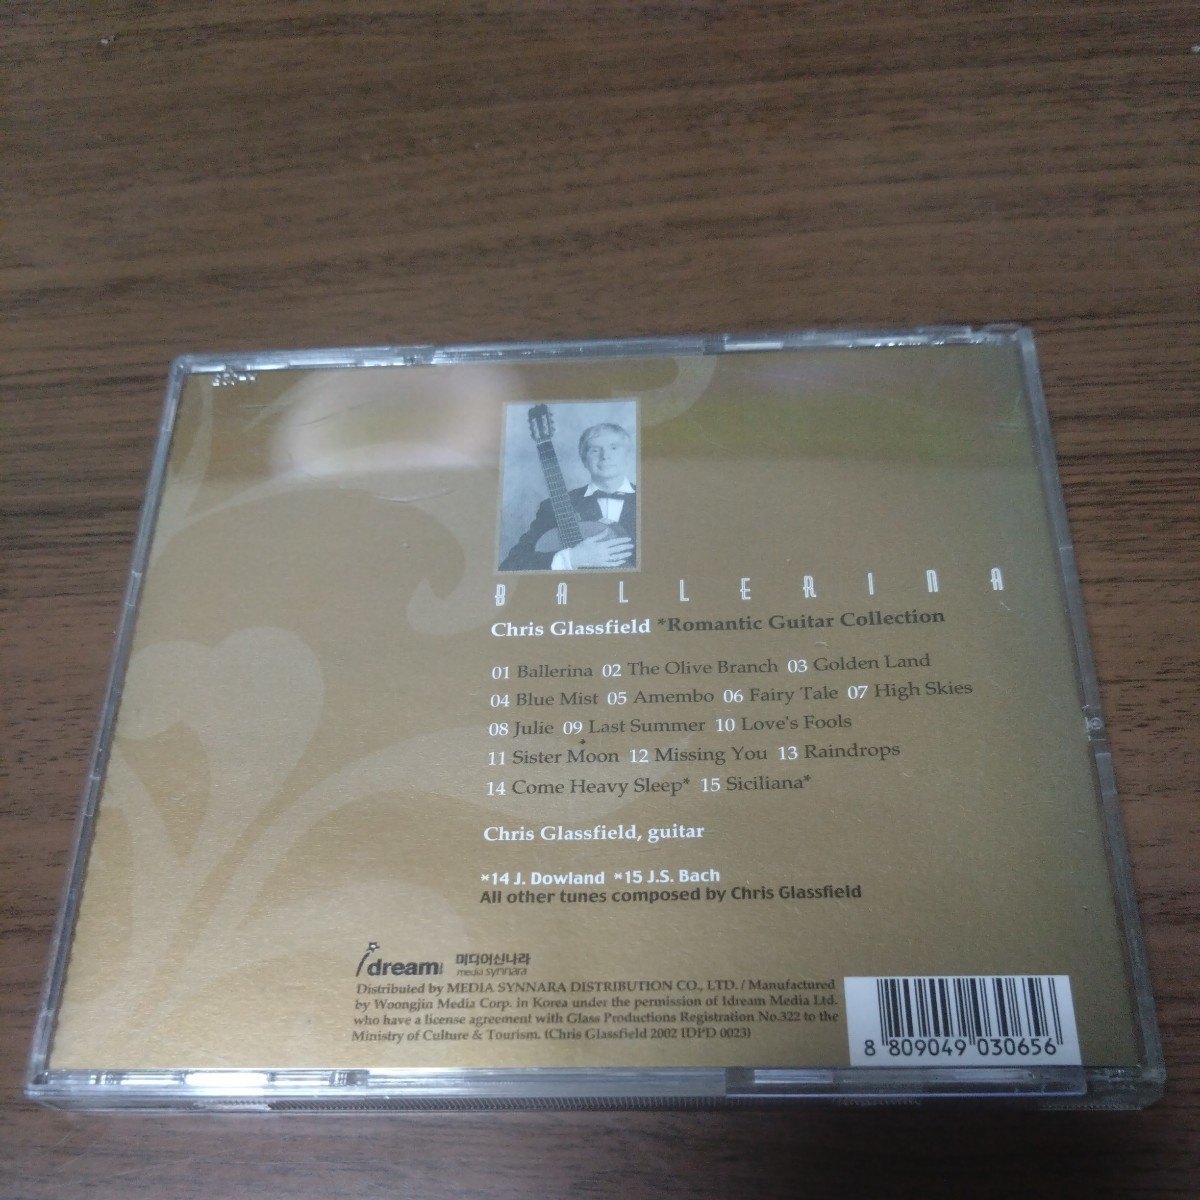 BALLERINA
Chris Glassfield *Romantic Guitar Collection
01 Ballerina 02 The Olive Branch 03 Golden Land
04 Blue Mist 05 Amembo 06 Fairy Tale 07 High Skies
08 Julie 09 Last Summer 10 Love's Fools
11 Sister Moon 12 Missing You 13 Raindrops
14 Come Heavy Sleep* 15 Siciliana*
Chris Glassfield, guitar
*14 J. Dowland *15 J.S. Bach
All other tunes composed by Chris Glassfield
idream 미디어신나라
media synnara
Distributed by MEDIA SYNNARA DISTRIBUTION CO., LTD. / Manufactured
by Woongjin Media Corp. in Korea under the permission of Idream Media Ltd.
who have a license agreement with Glass Productions Registration No.322 to the
Ministry of Culture & Tourism. (Chris Glassfield 2002 IDPD 0023)
8 809049 030656